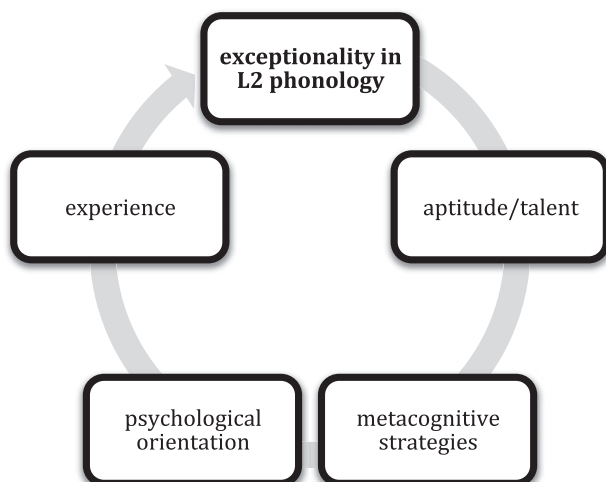 exceptionality in
L2 phonology
aptitude/talent
metacognitive
strategies
psychological
orientation
experience